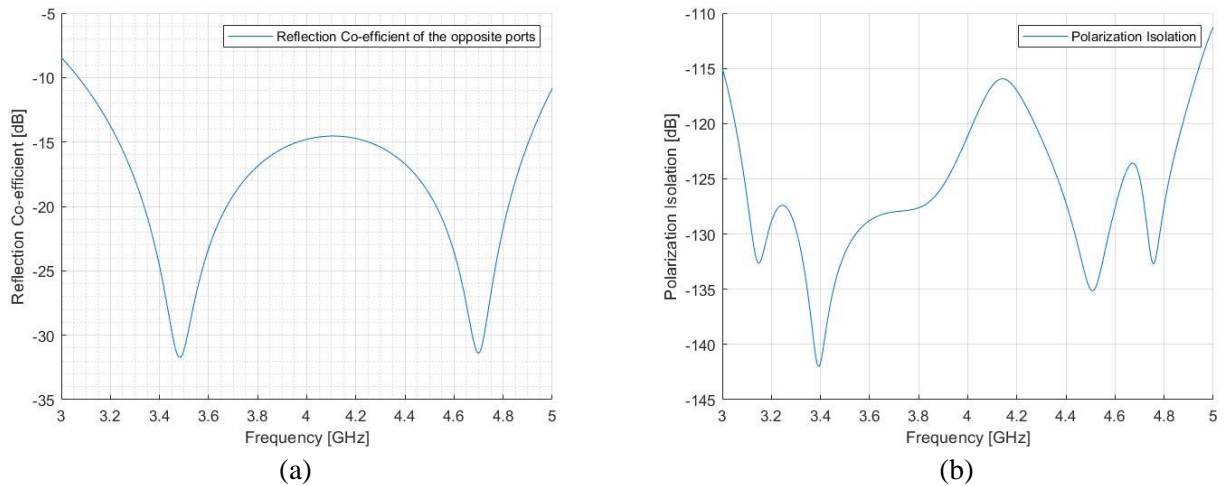 Reflection Co-efficient of the opposite ports
Reflection Co-efficient [dB]
-5
-10
-15
-20
-25
-30
-35
3 3.2 3.4 3.6 3.8 4 4.2 4.4 4.6 4.8 5
Frequency [GHz]
(a)
Polarization Isolation
Polarization Isolation [dB]
-110
-115
-120
-125
-130
-135
-140
-145
3 3.2 3.4 3.6 3.8 4 4.2 4.4 4.6 4.8 5
Frequency [GHz]
(b)